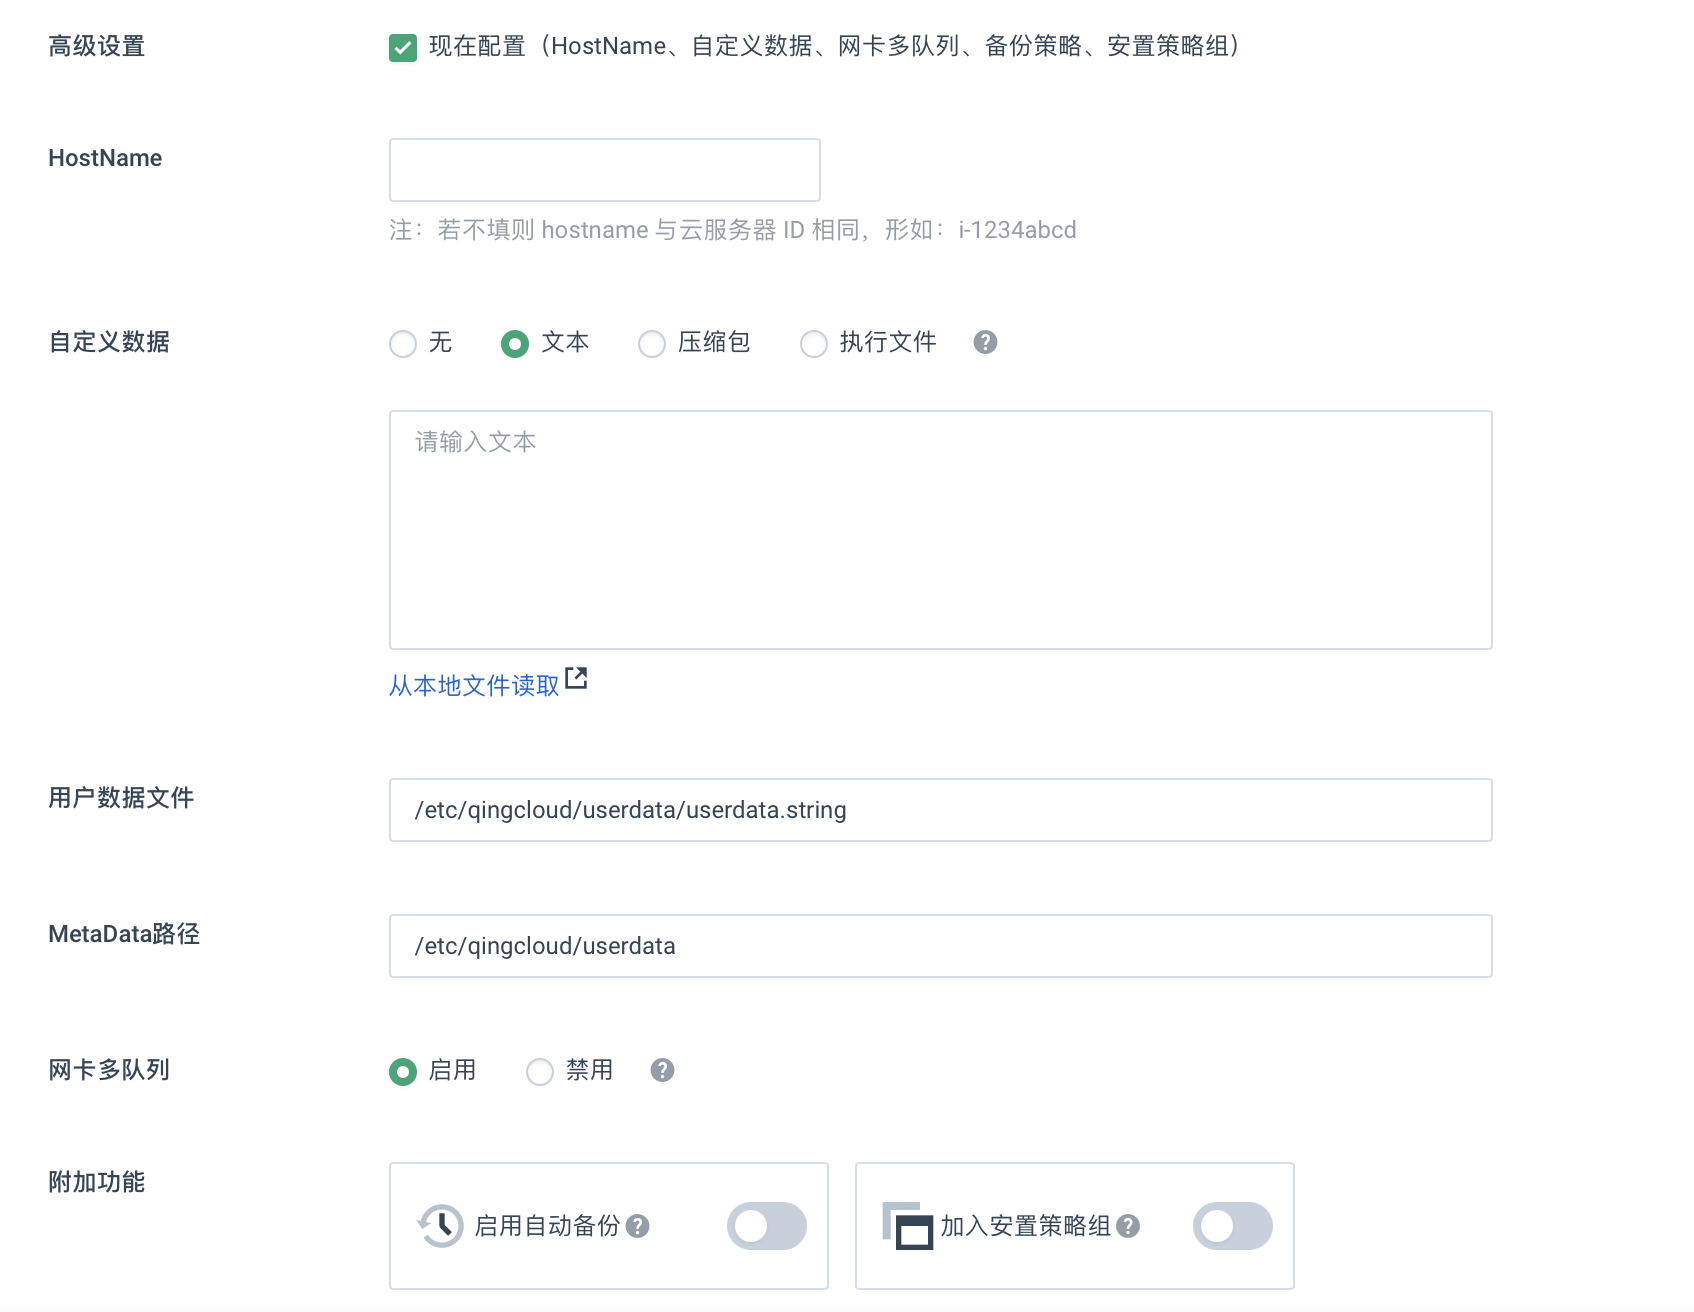 高级设置
现在配置（HostName、自定义数据、网卡多队列、备份策略、安置策略组）
HostName
注：若不填则 hostname 与云服务器 ID 相同，形如：i-1234abcd
自定义数据
无 文本 压缩包 执行文件 ?
请输入文本
从本地文件读取
用户数据文件
/etc/qingcloud/userdata/userdata.string
MetaData路径
/etc/qingcloud/userdata
网卡多队列
启用 禁用 ?
附加功能
启用自动备份 ?
加入安置策略组 ?